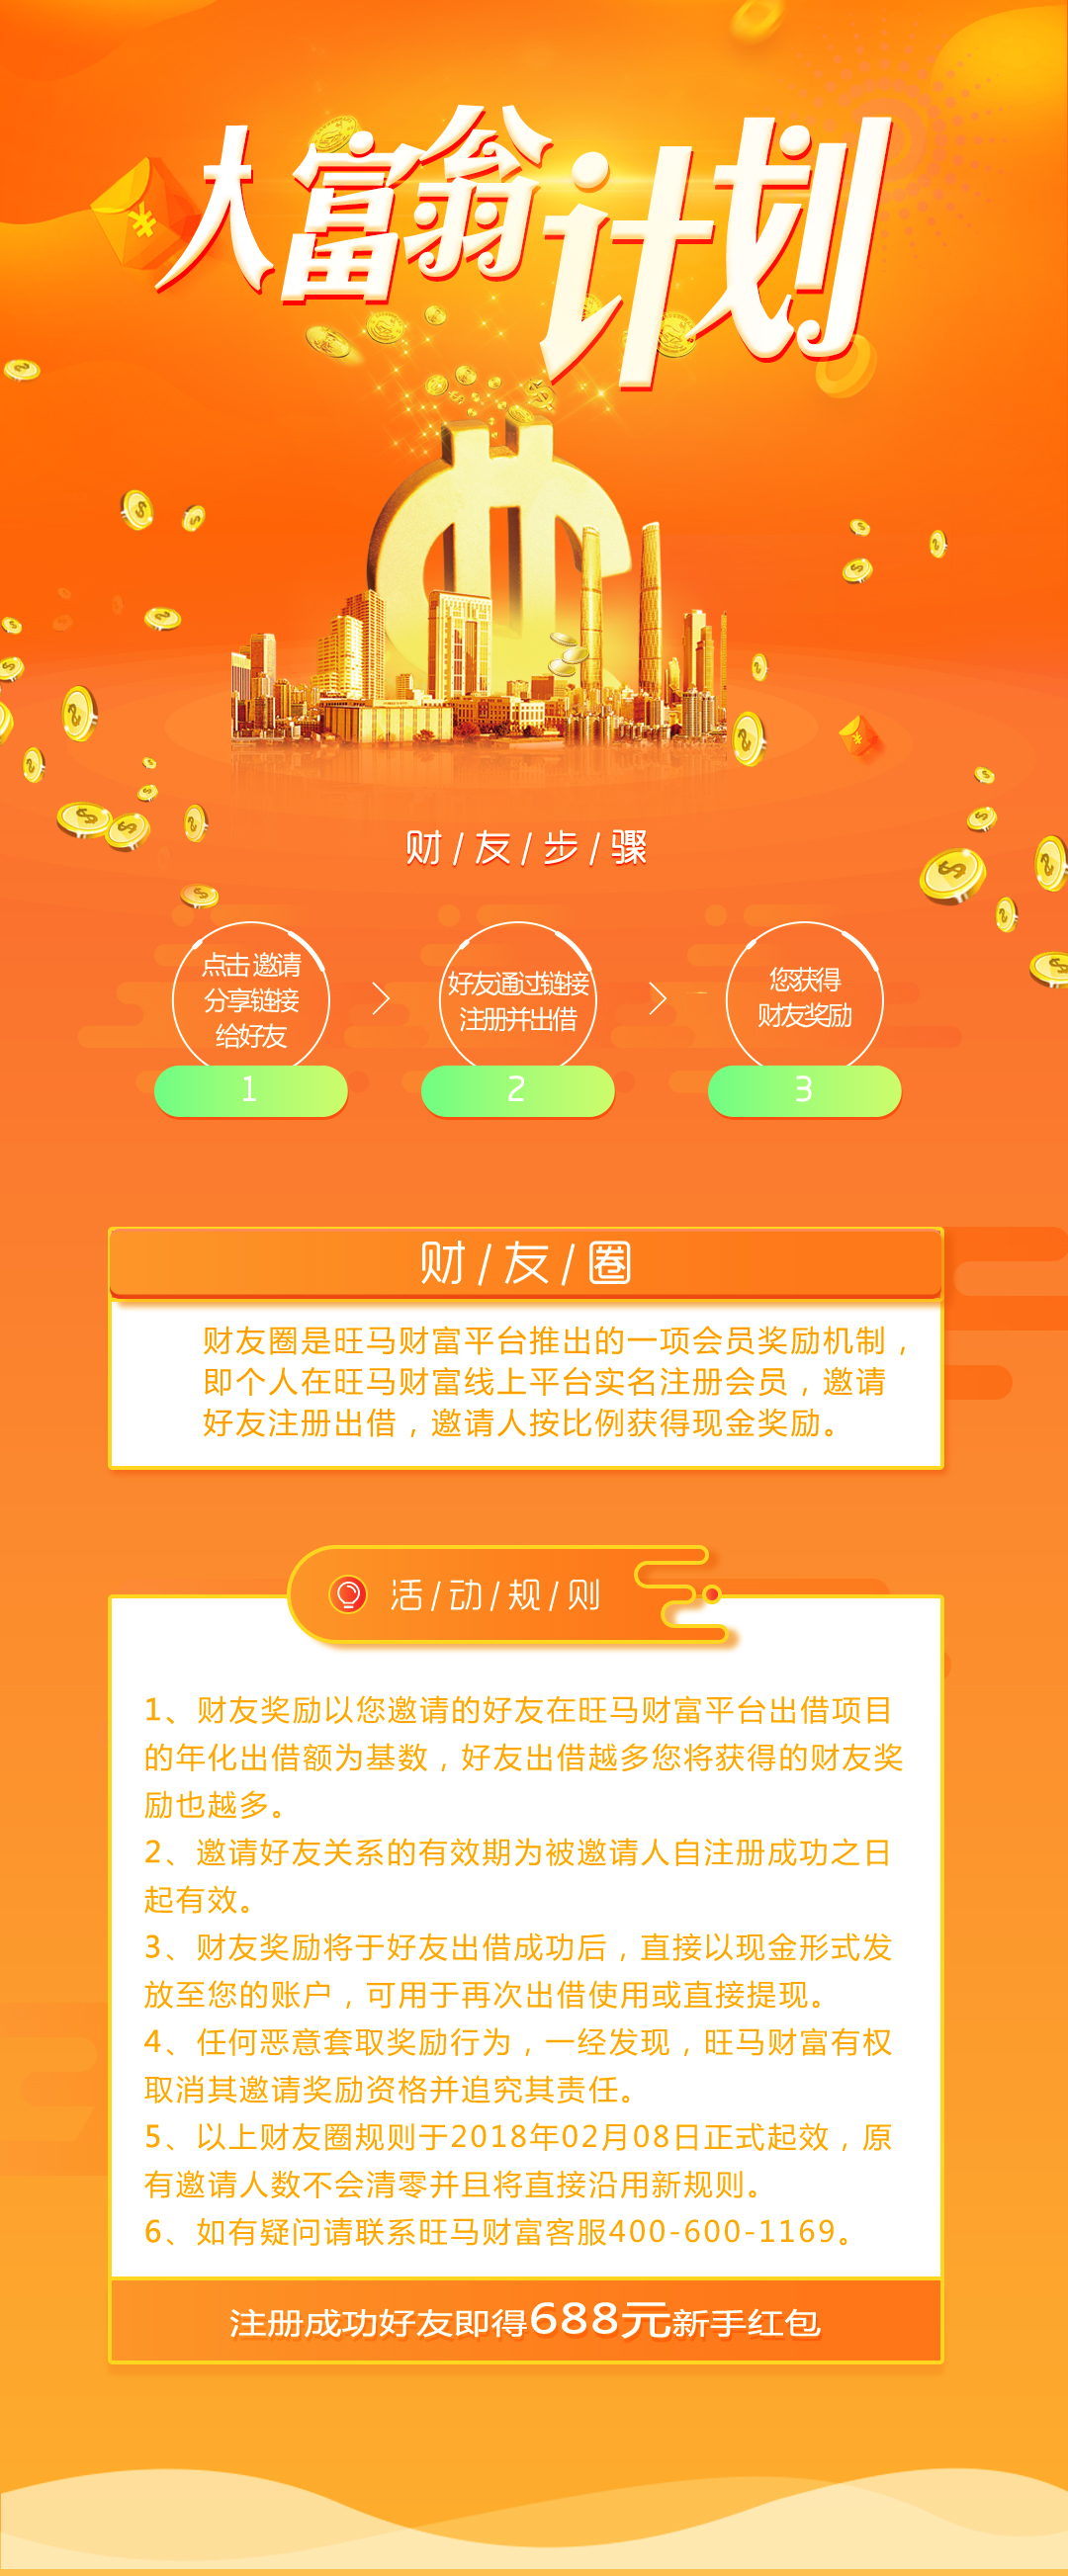 大富翁计划
财/友/步/骤
点击邀请
分享链接
给好友
1
好友通过链接
注册并出借
2
您获得
财友奖励
3
财/友/圈
财友圈是旺马财富平台推出的一项会员奖励机制，
即个人在旺马财富线上平台实名注册会员，邀请
好友注册出借，邀请人按比例获得现金奖励。
活/动/规/则
1、财友奖励以您邀请的好友在旺马财富平台出借项目
的年化出借额为基数，好友出借越多您将获得的财友奖
励也越多。
2、邀请好友关系的有效期为被邀请人自注册成功之日
起有效。
3、财友奖励将于好友出借成功后，直接以现金形式发
放至您的账户，可用于再次出借使用或直接提现。
4、任何恶意套取奖励行为，一经发现，旺马财富有权
取消其邀请奖励资格并追究其责任。
5、以上财友圈规则于2018年02月08日正式起效，原
有邀请人数不会清零并且将直接沿用新规则。
6、如有疑问请联系旺马财富客服400-600-1169。
注册成功好友即得688元新手红包